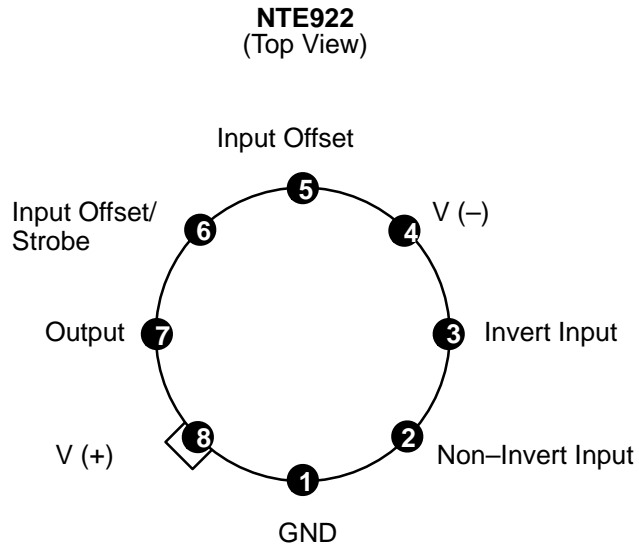 NTE922
(Top View)
Input Offset
5
Input Offset/
Strobe
6
4
V (–)
Output
7
3
Invert Input
V (+)
8
2
Non–Invert Input
1
GND